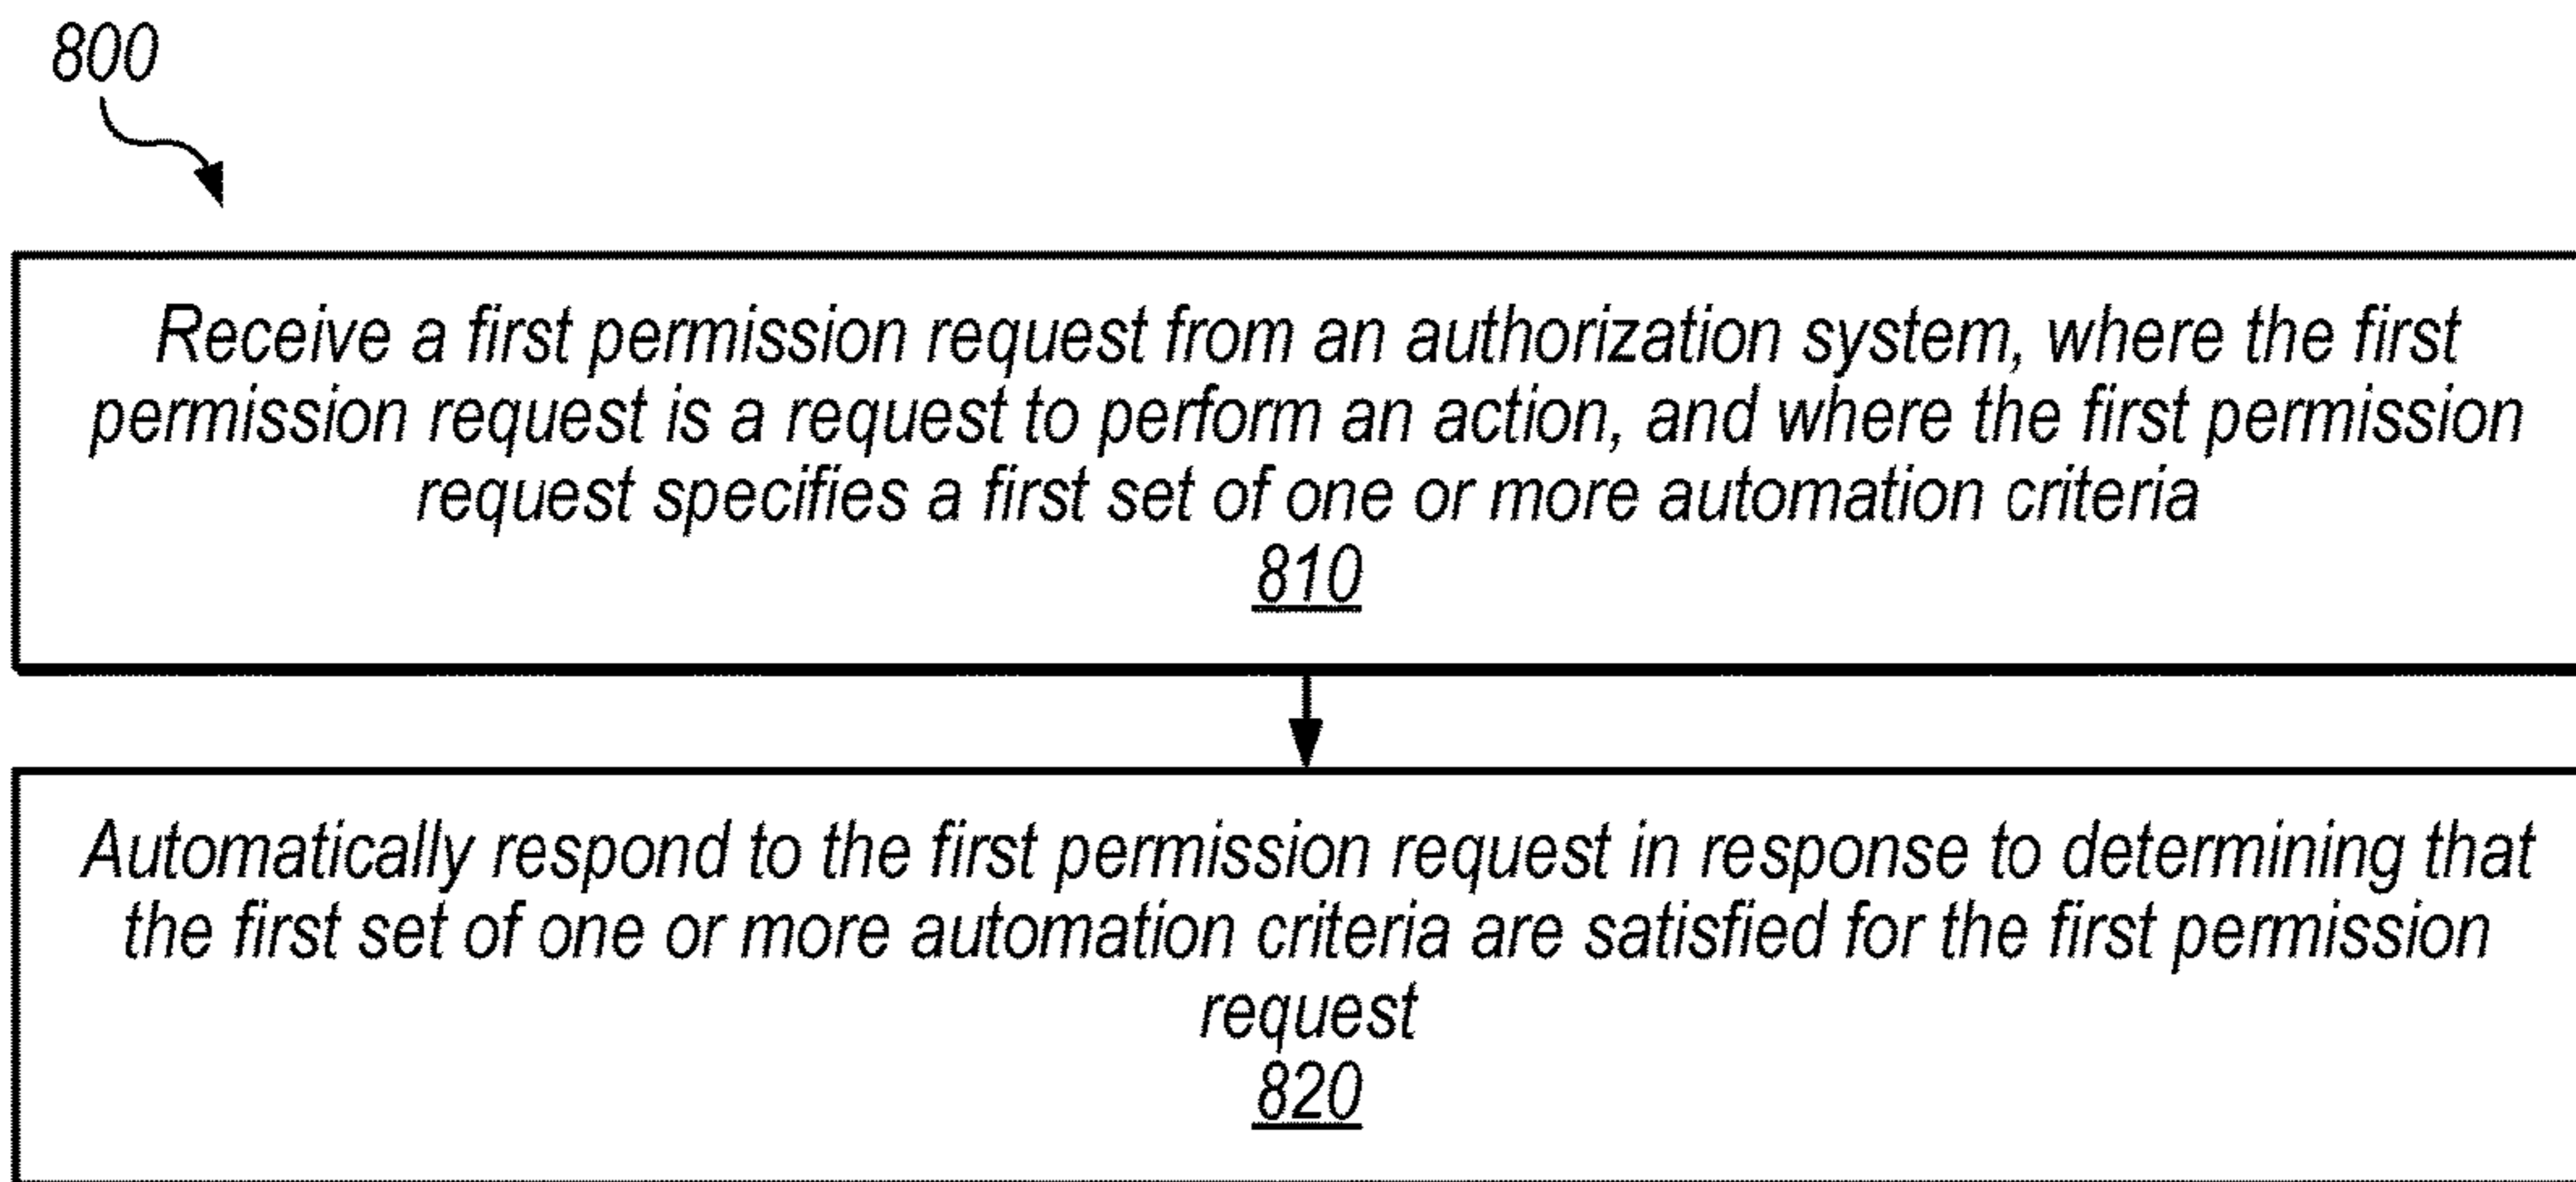 800
Receive a first permission request from an authorization system, where the first
permission request is a request to perform an action, and where the first permission
request specifies a first set of one or more automation criteria
810
Automatically respond to the first permission request in response to determining that
the first set of one or more automation criteria are satisfied for the first permission
request
820